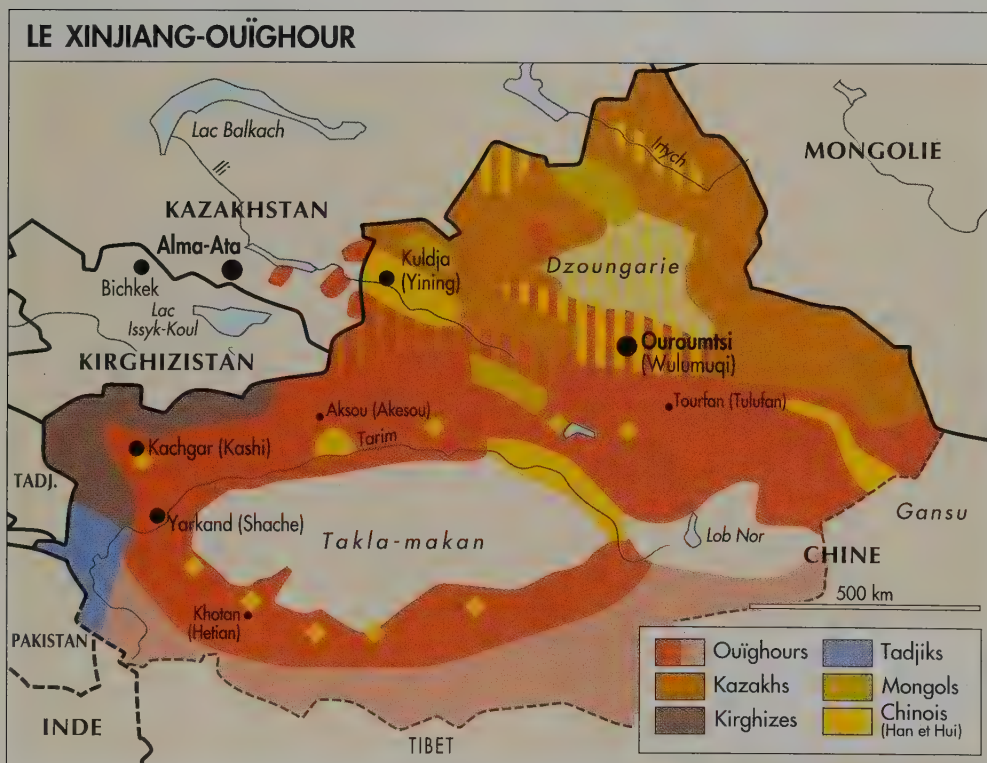 LE XINJIANG-OUÏGHOUR
Lac Balkach
Ili
Irtych
MONGOLIE
KAZAKHSTAN
Alma-Ata
Bichkek
Kuldja
(Yining)
Dzoungarie
Lac
Issyk-Koul
KIRGHIZISTAN
Ouroumtsi
(Wulumuqi)
Aksou (Akesou)
Tourfan (Tulufan)
Kachgar (Kashi)
Tarim
TADJ.
Yarkand (Shache)
Takla-makan
Lob Nor
Gansu
CHINE
500 km
Khotan
(Hetian)
PAKISTAN
INDE
TIBET
Ouïghours
Kazakhs
Kirghizes
Tadjiks
Mongols
Chinois
(Han et Hui)